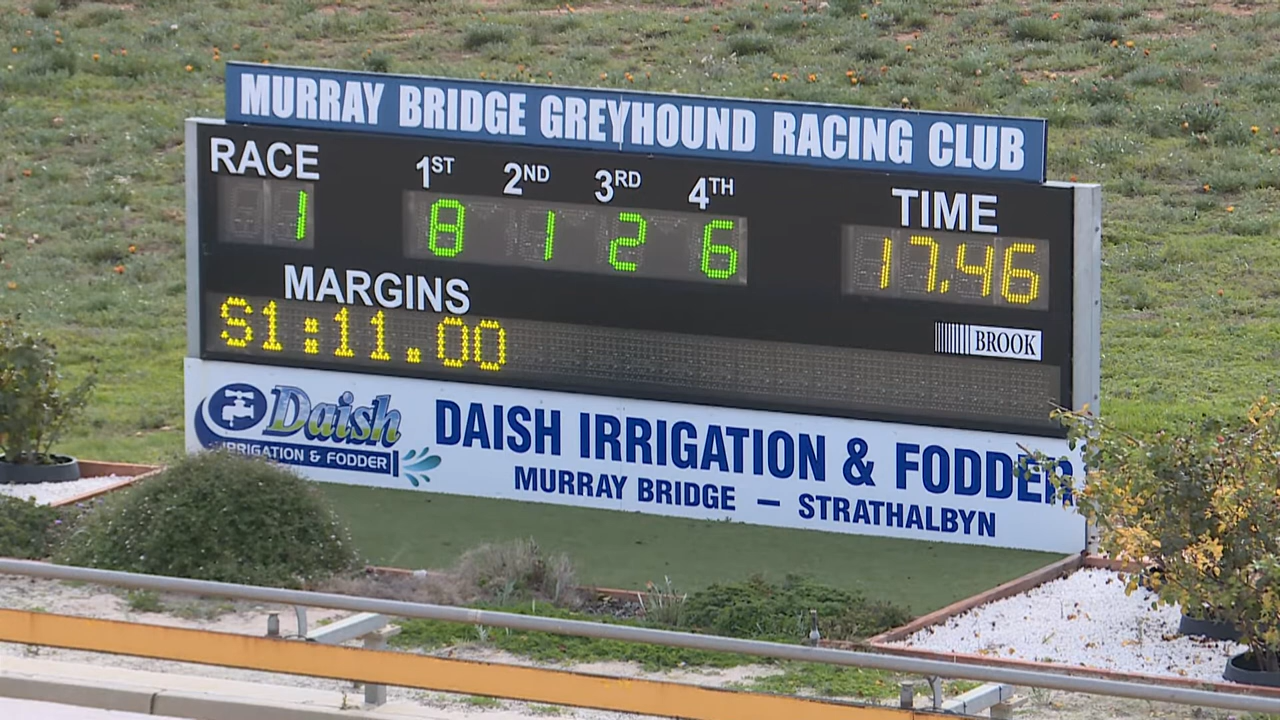 MURRAY BRIDGE GREYHOUND RACING CLUB
RACE 1ST 2ND 3RD 4TH TIME
1 8 1 2 6 17.46
MARGINS
S1:11.00
BROOK
Daish
IRRIGATION & FODDER
DAISH IRRIGATION & FODDER
MURRAY BRIDGE — STRATHALBYN